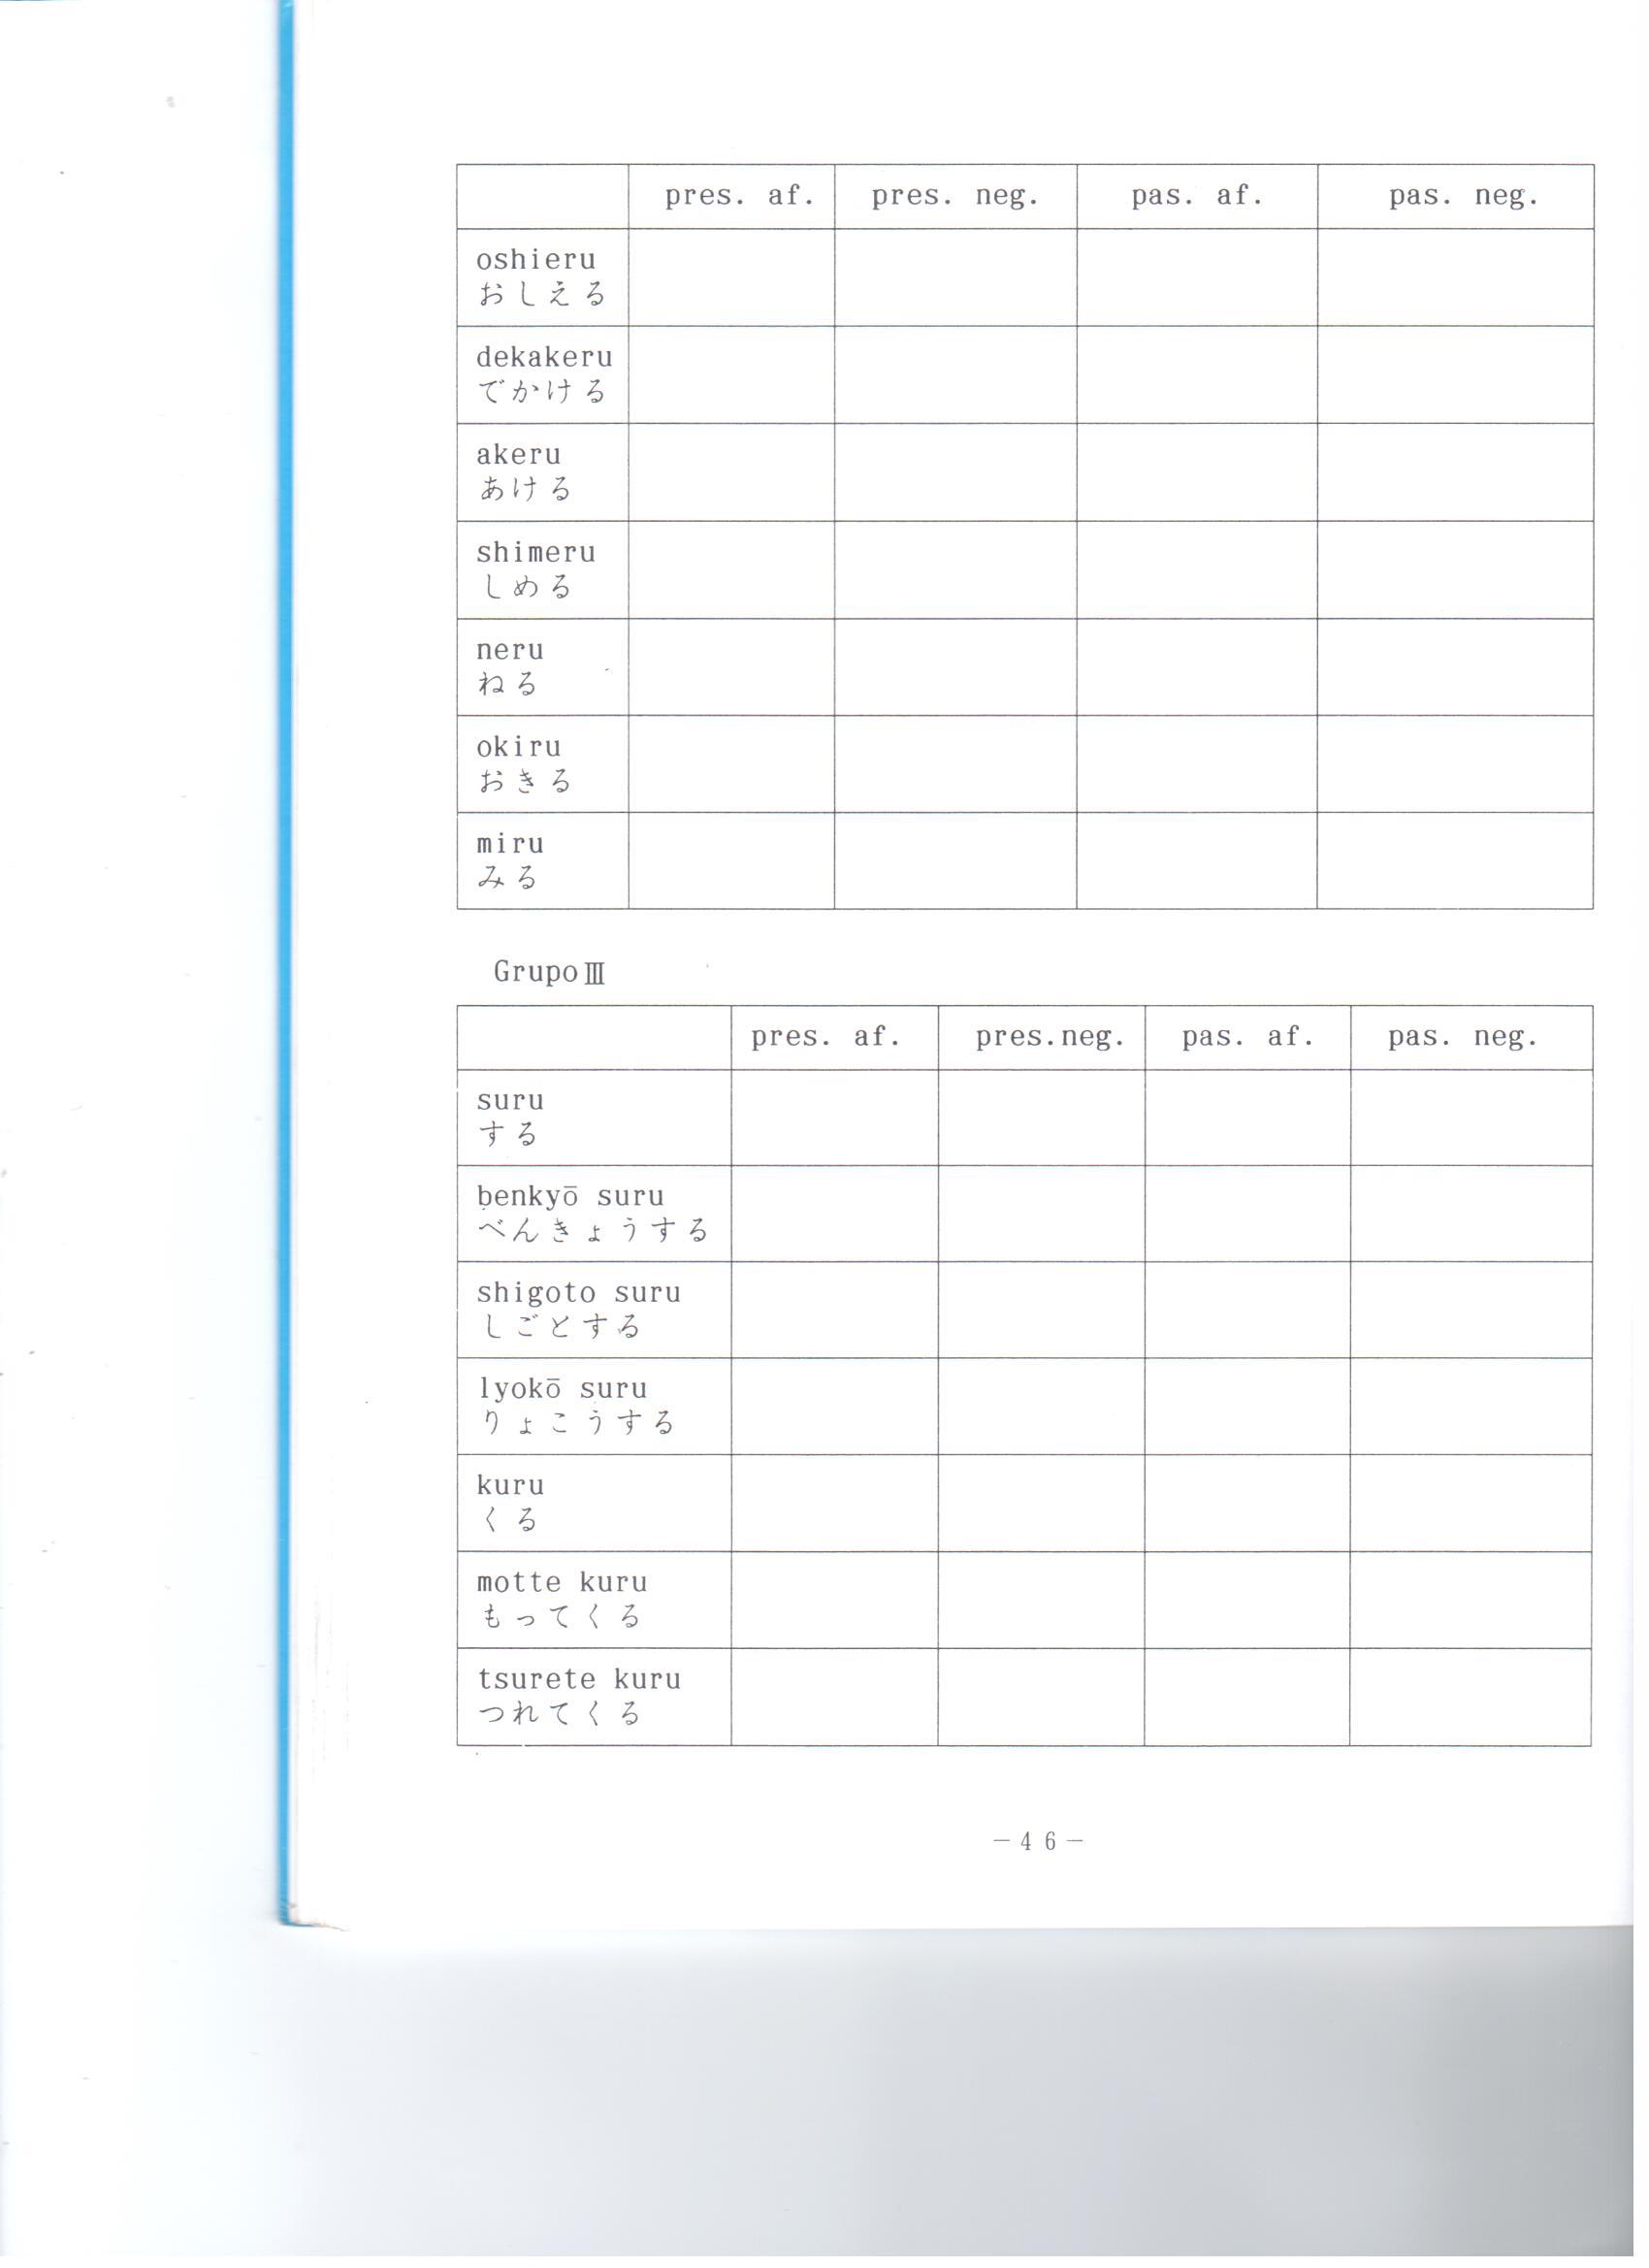 pres. af. pres. neg. pas. af. pas. neg.
oshieru
おしえる
dekakeru
でかける
akeru
あける
shimeru
しめる
neru
ねる
okiru
おきる
miru
みる
GrupoⅢ
pres. af. pres.neg. pas. af. pas. neg.
suru
する
benkyō suru
べんきょうする
shigoto suru
しごとする
lyokō suru
りょこうする
kuru
くる
motte kuru
もってくる
tsurete kuru
つれてくる
－46－